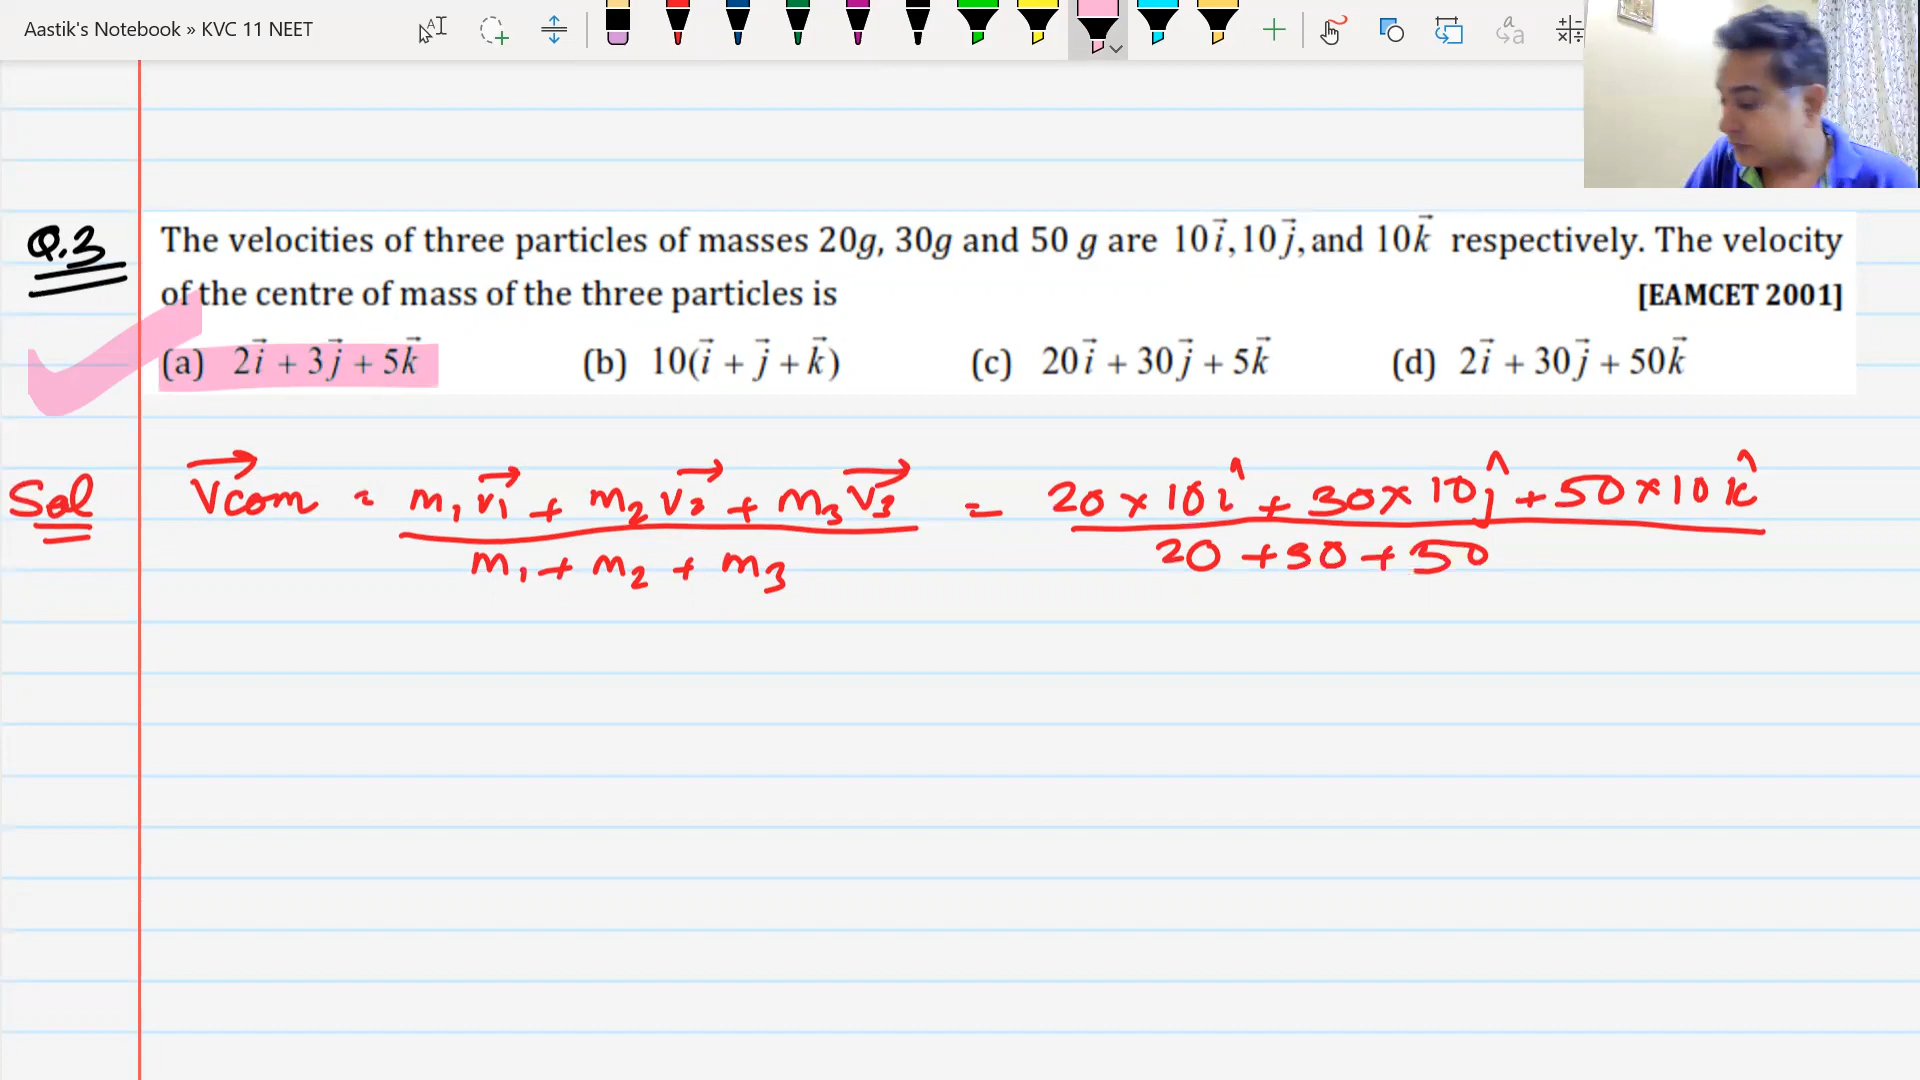 Aastik's Notebook » KVC 11 NEET
Q.3
The velocities of three particles of masses 20g, 30g and 50 g are 10i⃗, 10j⃗, and 10k⃗ respectively. The velocity
of the centre of mass of the three particles is [EAMCET 2001]
(a) 2i⃗ + 3j⃗ + 5k⃗ (b) 10(i⃗ + j⃗ + k⃗) (c) 20i⃗ + 30j⃗ + 5k⃗ (d) 2i⃗ + 30j⃗ + 50k⃗
Sol V⃗com = m₁v⃗₁ + m₂v⃗₂ + m₃v⃗₃ = 20 × 10î + 30 × 10ĵ + 50 × 10k̂
m₁ + m₂ + m₃ 20 + 30 + 50